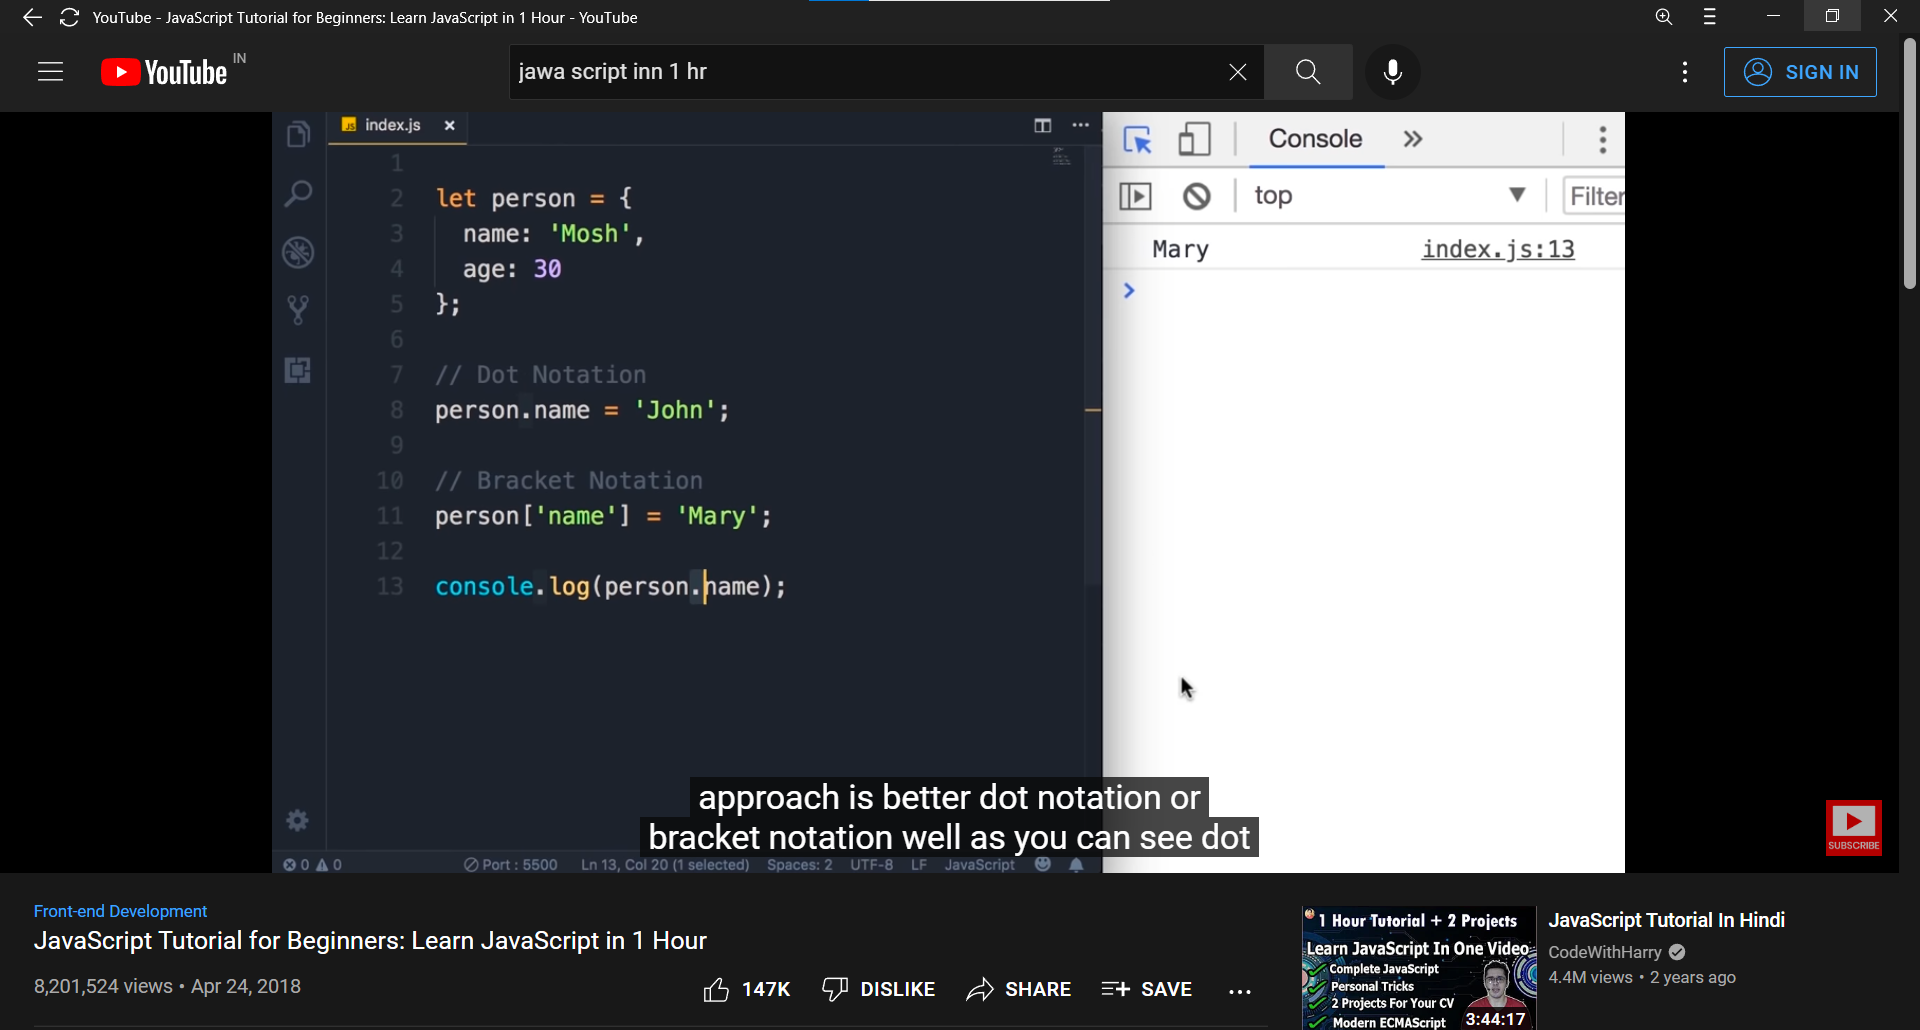 YouTube - JavaScript Tutorial for Beginners: Learn JavaScript in 1 Hour - YouTube
YouTube IN
jawa script inn 1 hr
SIGN IN
index.js
1
2 let person = {
3 name: 'Mosh',
4 age: 30
5 };
6
7 // Dot Notation
8 person.name = 'John';
9
10 // Bracket Notation
11 person['name'] = 'Mary';
12
13 console.log(person.name);
Console
top
Filter
Mary index.js:13
approach is better dot notation or
bracket notation well as you can see dot
0 0 Port : 5500 Ln 13, Col 20 (1 selected) Spaces: 2 UTF-8 LF JavaScript
SUBSCRIBE
Front-end Development
JavaScript Tutorial for Beginners: Learn JavaScript in 1 Hour
8,201,524 views • Apr 24, 2018
147K DISLIKE SHARE SAVE
1 Hour Tutorial + 2 Projects
Learn JavaScript In One Video
Complete JavaScript
Personal Tricks
2 Projects For Your CV
Modern ECMAScript
3:44:17
JavaScript Tutorial In Hindi
CodeWithHarry
4.4M views • 2 years ago